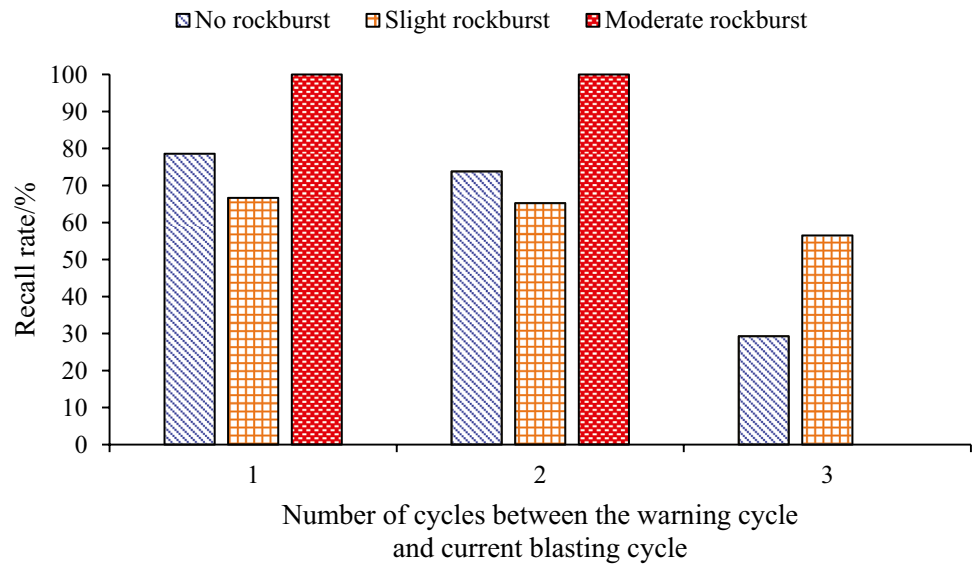 No rockburst Slight rockburst Moderate rockburst
100
90
80
70
60
50
40
30
20
10
0
Recall rate/%
1 2 3
Number of cycles between the warning cycle
and current blasting cycle